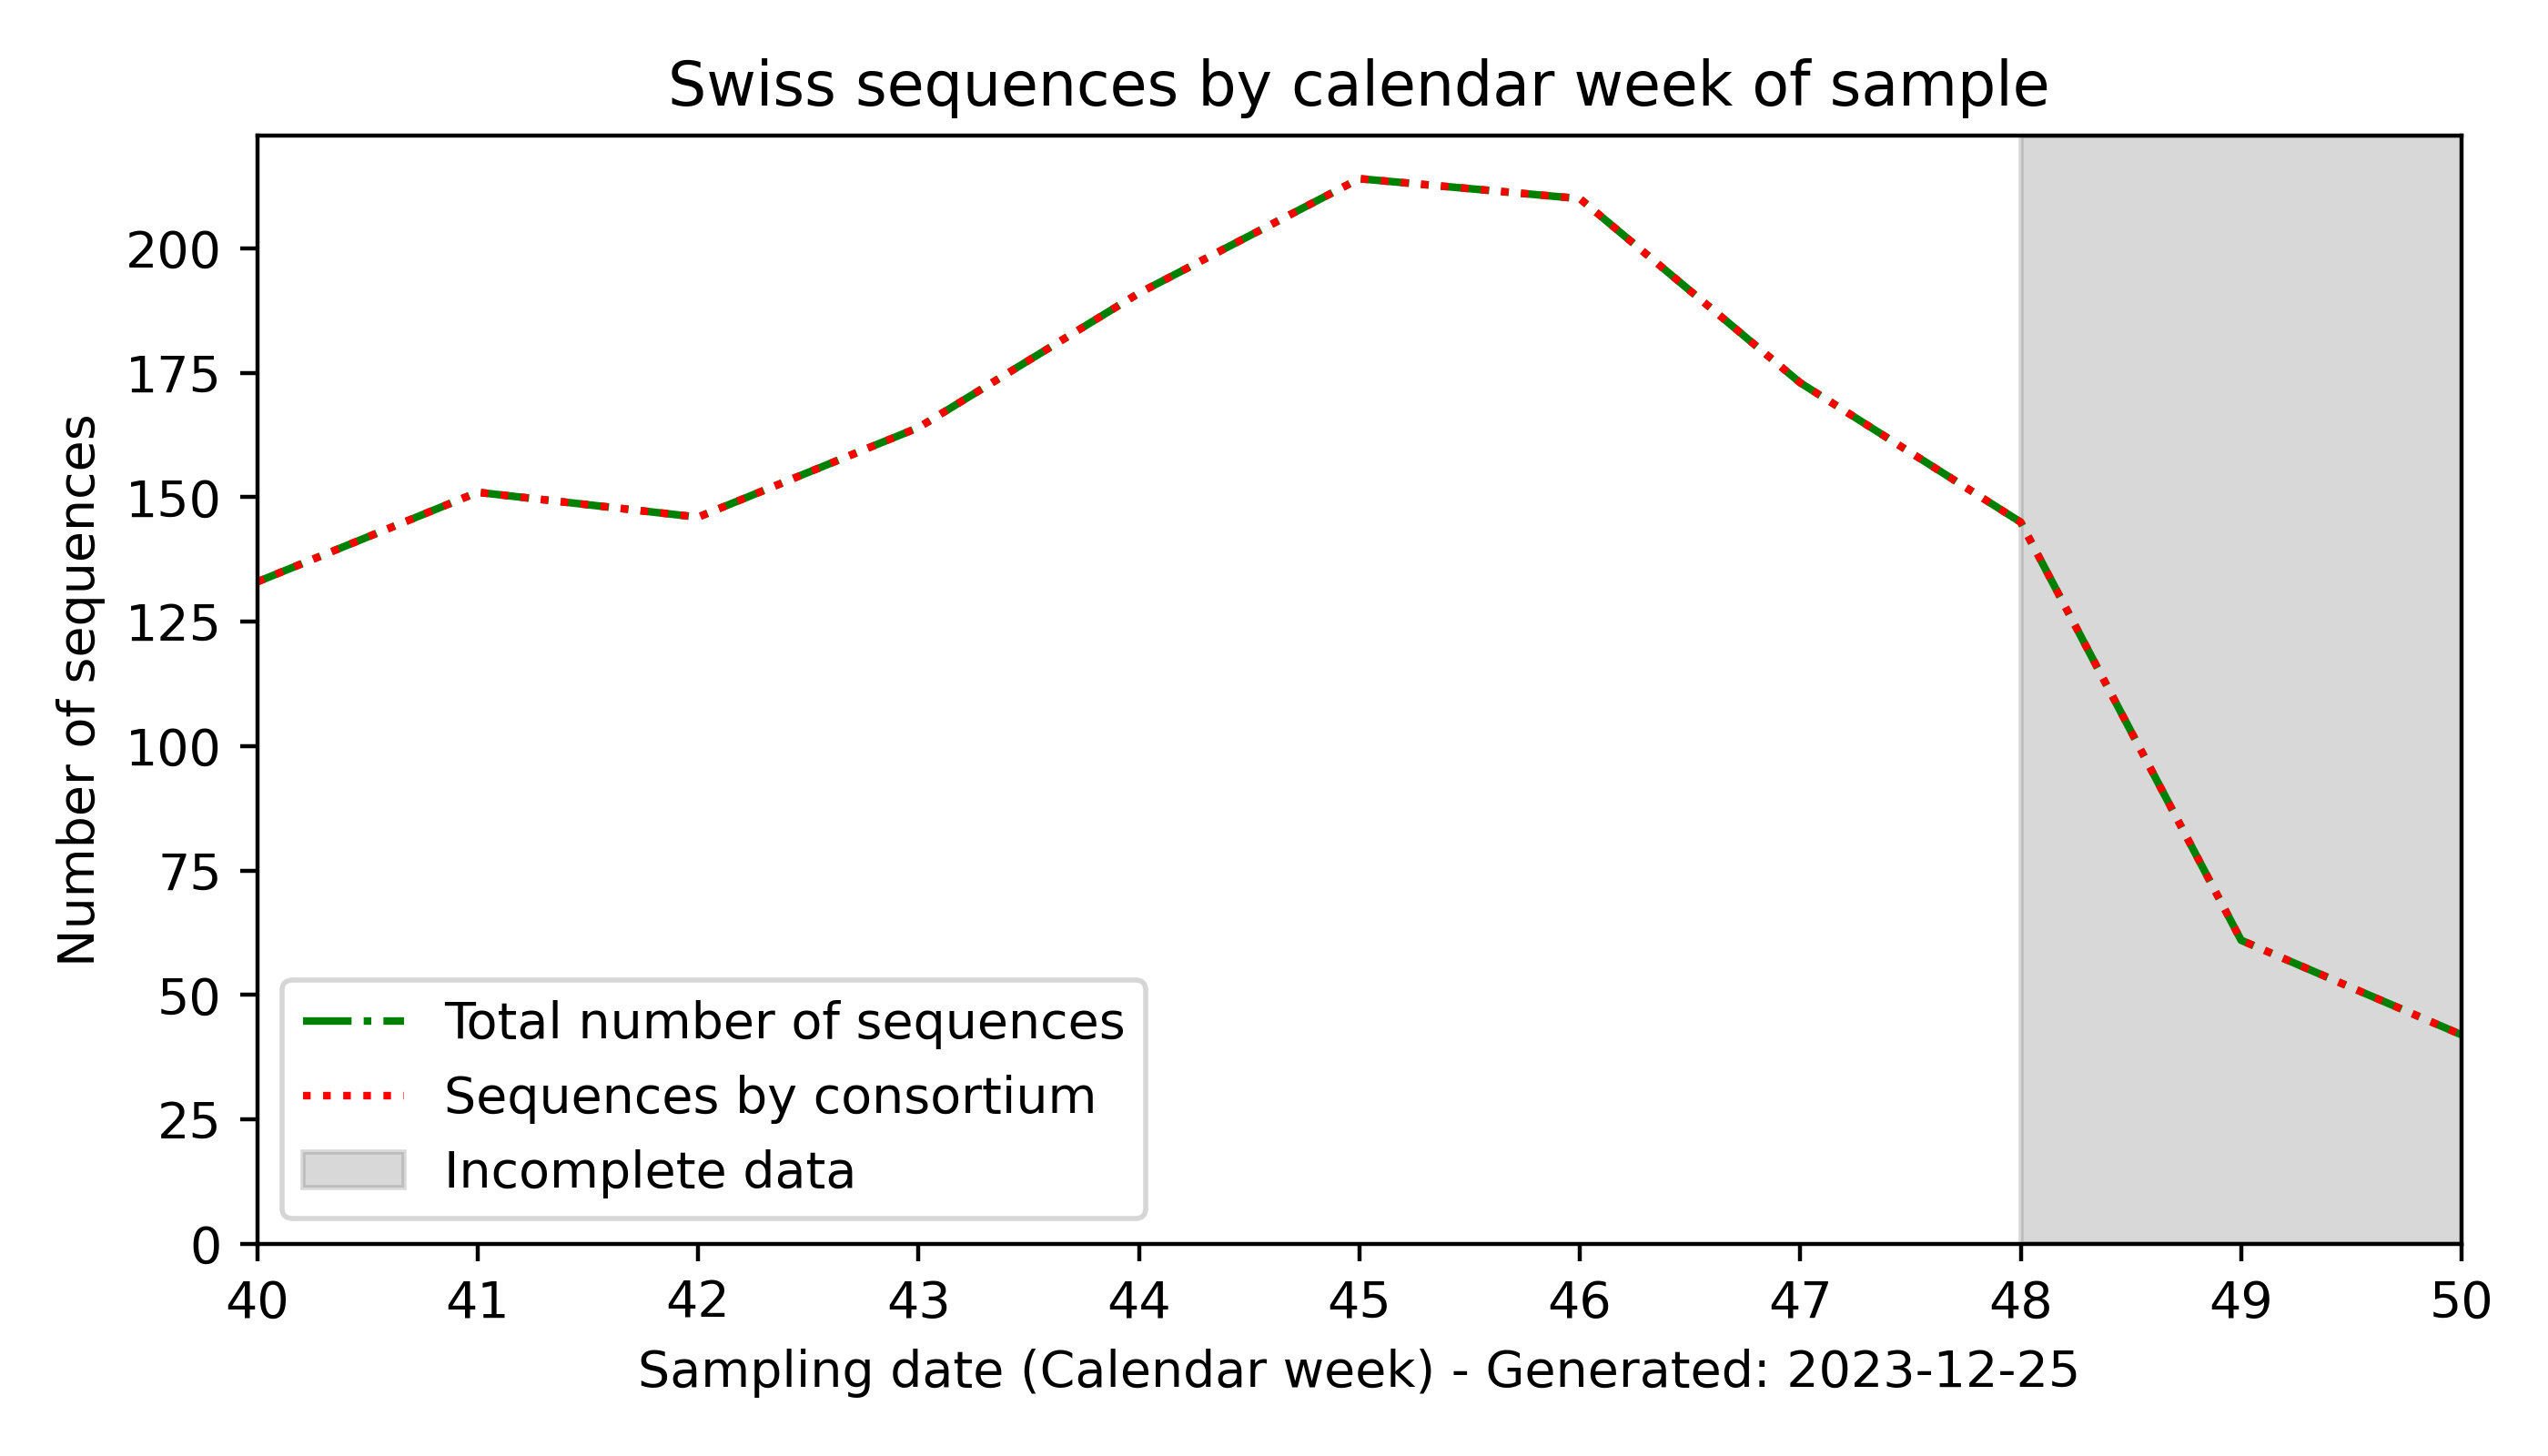 Swiss sequences by calendar week of sample
Number of sequences
200
175
150
125
100
75
50
25
0
Total number of sequences
Sequences by consortium
Incomplete data
40 41 42 43 44 45 46 47 48 49 50
Sampling date (Calendar week) - Generated: 2023-12-25